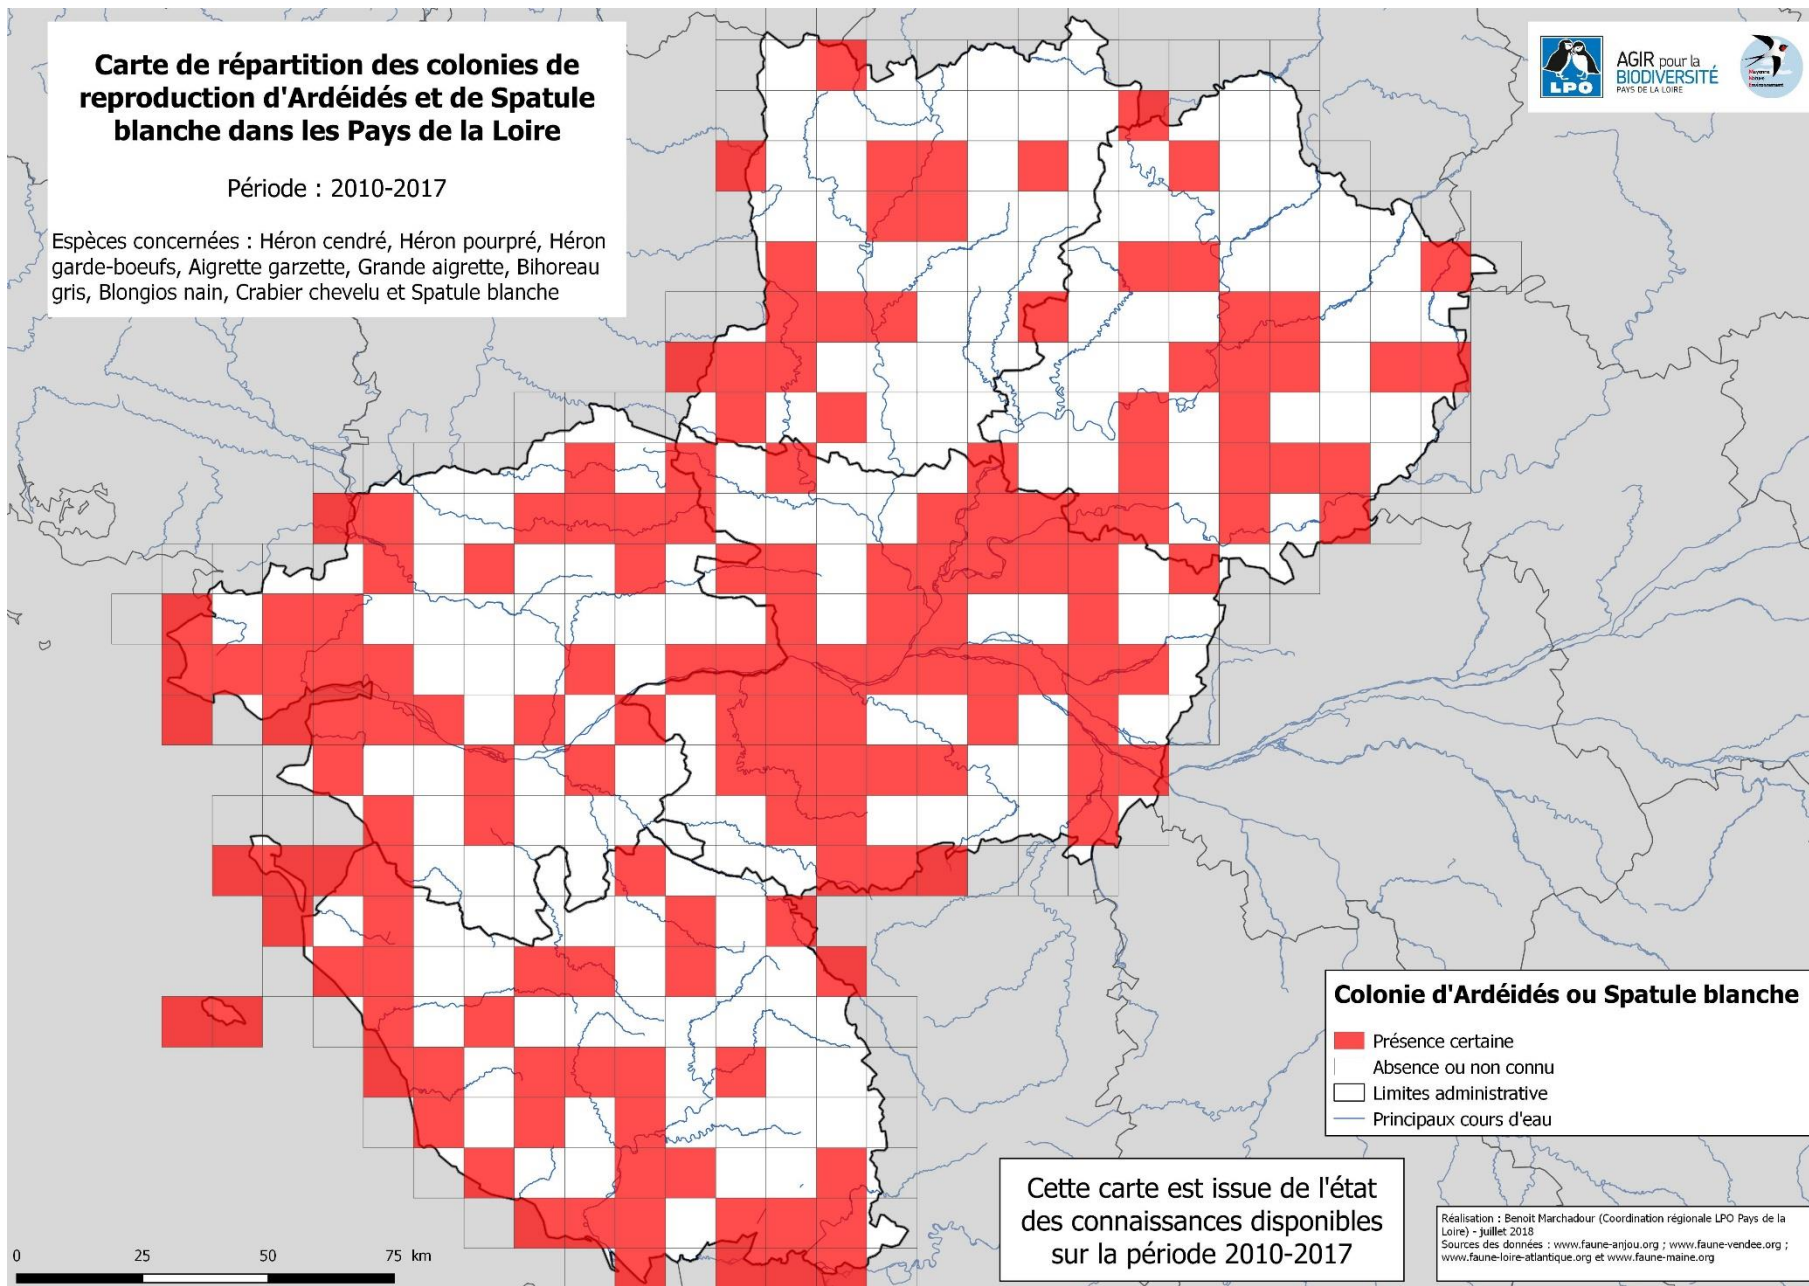 Carte de répartition des colonies de
reproduction d'Ardéidés et de Spatule
blanche dans les Pays de la Loire
Période : 2010-2017
Espèces concernées : Héron cendré, Héron pourpré, Héron
garde-boeufs, Aigrette garzette, Grande aigrette, Bihoreau
gris, Blongios nain, Crabier chevelu et Spatule blanche
LPO
AGIR pour la
BIODIVERSITÉ
PAYS DE LA LOIRE
Mayenne
Nature
Environnement
Colonie d'Ardéidés ou Spatule blanche
Présence certaine
Absence ou non connu
Limites administrative
Principaux cours d'eau
Cette carte est issue de l'état
des connaissances disponibles
sur la période 2010-2017
Réalisation : Benoit Marchadour (Coordination régionale LPO Pays de la
Loire) - juillet 2018
Sources des données : www.faune-anjou.org ; www.faune-vendee.org ;
www.faune-loire-atlantique.org et www.faune-maine.org
0 25 50 75 km